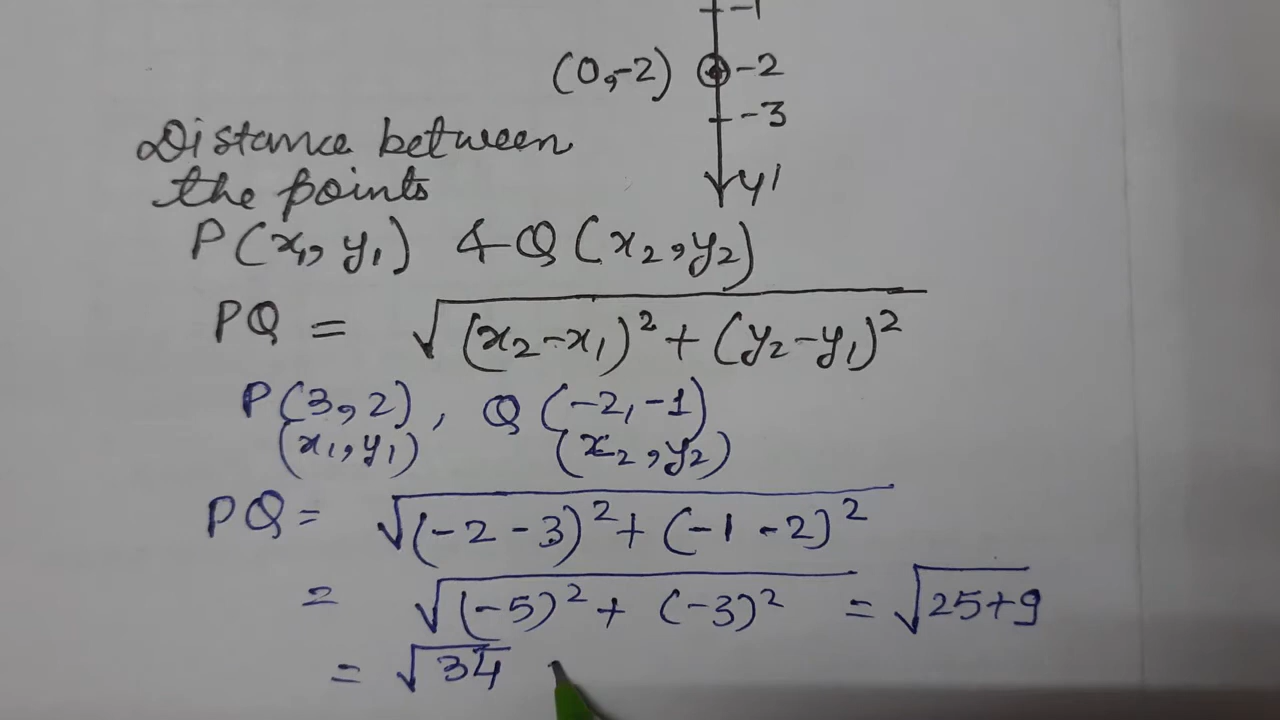 -1
(0,-2) -2
-3
Distance between
the points
y'
P(x₁, y₁) & Q(x₂,y₂)
PQ = √(x₂-x₁)² + (y₂-y₁)²
P(3,2), Q(-2,-1)
(x₁,y₁) (x₂,y₂)
PQ = √(-2-3)² + (-1-2)²
= √(-5)² + (-3)² = √25+9
= √34